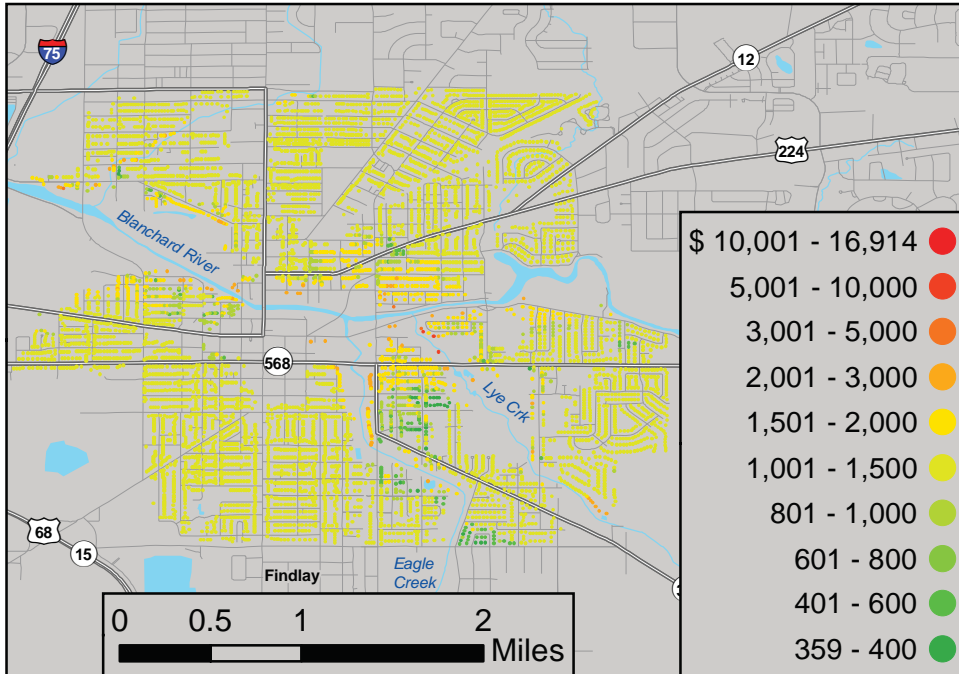 75
12
224
Blanchard River
568
Lye Crk
68
15
Findlay
Eagle
Creek
0 0.5 1 2
Miles
$ 10,001 - 16,914
5,001 - 10,000
3,001 - 5,000
2,001 - 3,000
1,501 - 2,000
1,001 - 1,500
801 - 1,000
601 - 800
401 - 600
359 - 400